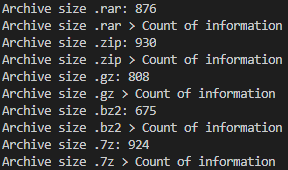 Archive size .rar: 876
Archive size .rar > Count of information
Archive size .zip: 930
Archive size .zip > Count of information
Archive size .gz: 808
Archive size .gz > Count of information
Archive size .bz2: 675
Archive size .bz2 > Count of information
Archive size .7z: 924
Archive size .7z > Count of information